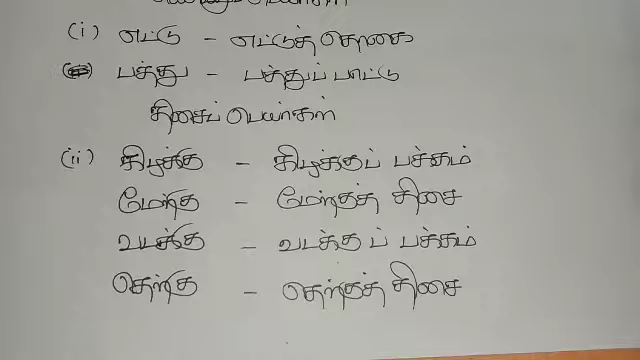 (i) எட்டு - எட்டுத் தொகை
பத்து - பத்துப் பாட்டு
திசைப் பெயர்கள்
(ii) கிழக்கு - கிழக்குப் பக்கம்
மேற்கு - மேற்குத் திசை
வடக்கு - வடக்குப் பக்கம்
தெற்கு - தெற்குத் திசை